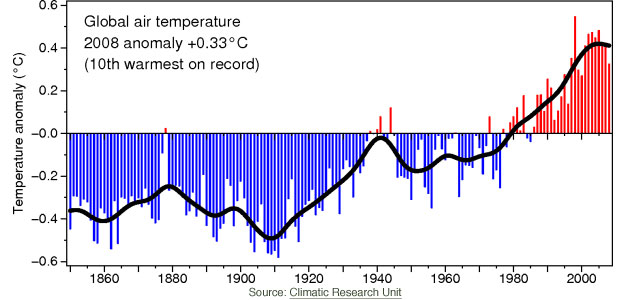 Global air temperature
2008 anomaly +0.33°C
(10th warmest on record)
Temperature anomaly (°C)
0.6
0.4
0.2
−0.0
−0.2
−0.4
−0.6
1860 1880 1900 1920 1940 1960 1980 2000
Source: Climatic Research Unit